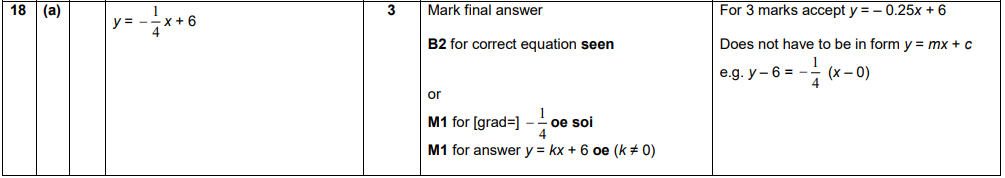 18 (a) y = −1/4 x + 6 3 Mark final answer For 3 marks accept y = – 0.25x + 6
B2 for correct equation seen Does not have to be in form y = mx + c
e.g. y – 6 = −1/4 (x – 0)
or
M1 for [grad=] −1/4 oe soi
M1 for answer y = kx + 6 oe (k ≠ 0)